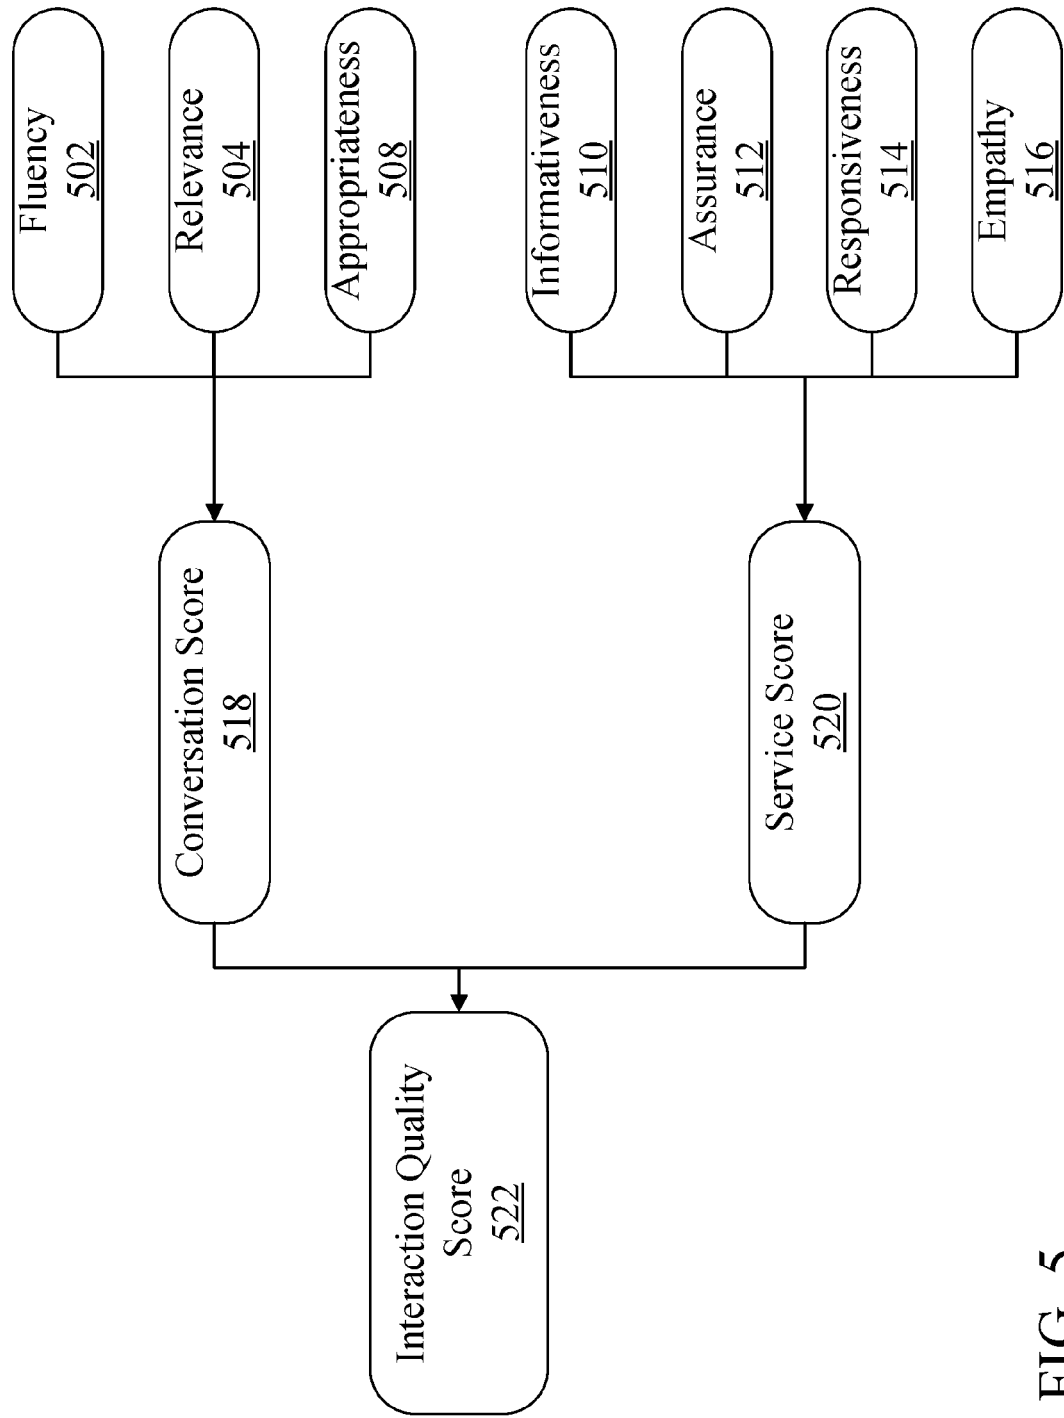 Interaction Quality
Score
522
Conversation Score
518
Service Score
520
Fluency
502
Relevance
504
Appropriateness
508
Informativeness
510
Assurance
512
Responsiveness
514
Empathy
516
FIG. 5